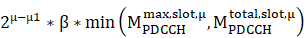 2^{μ−μ1} * β * min(M_{PDCCH}^{max,slot,μ}, M_{PDCCH}^{total,slot,μ})